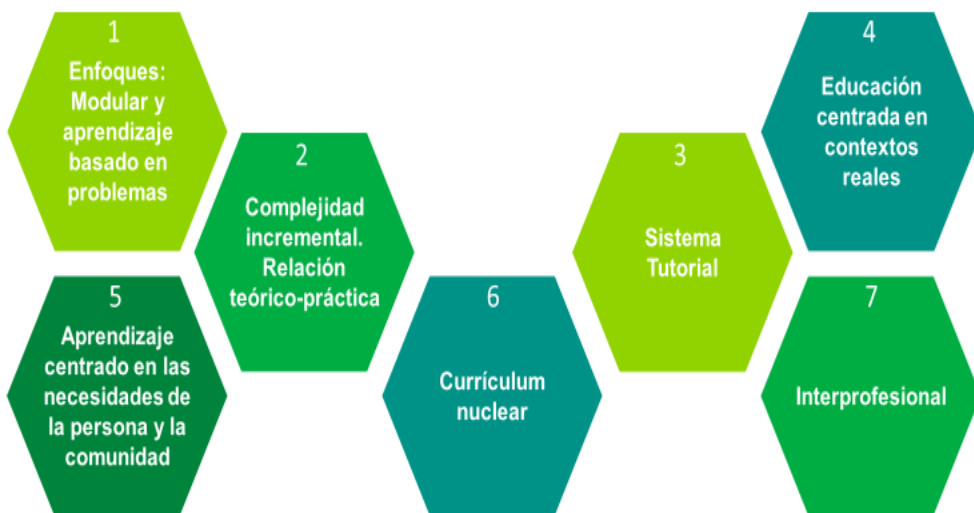 1
Enfoques:
Modular y
aprendizaje
basado en
problemas
2
Complejidad
incremental.
Relación
teórico-práctica
3
Sistema
Tutorial
4
Educación
centrada en
contextos
reales
5
Aprendizaje
centrado en las
necesidades de
la persona y la
comunidad
6
Currículum
nuclear
7
Interprofesional